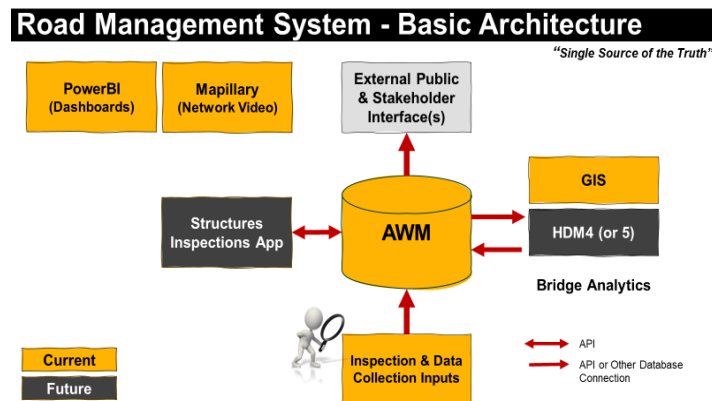 Road Management System - Basic Architecture
“Single Source of the Truth”
PowerBI
(Dashboards)
Mapillary
(Network Video)
External Public
& Stakeholder
Interface(s)
GIS
Structures
Inspections App
AWM
HDM4 (or 5)
Bridge Analytics
Inspection & Data
Collection Inputs
Current
Future
API
API or Other Database
Connection